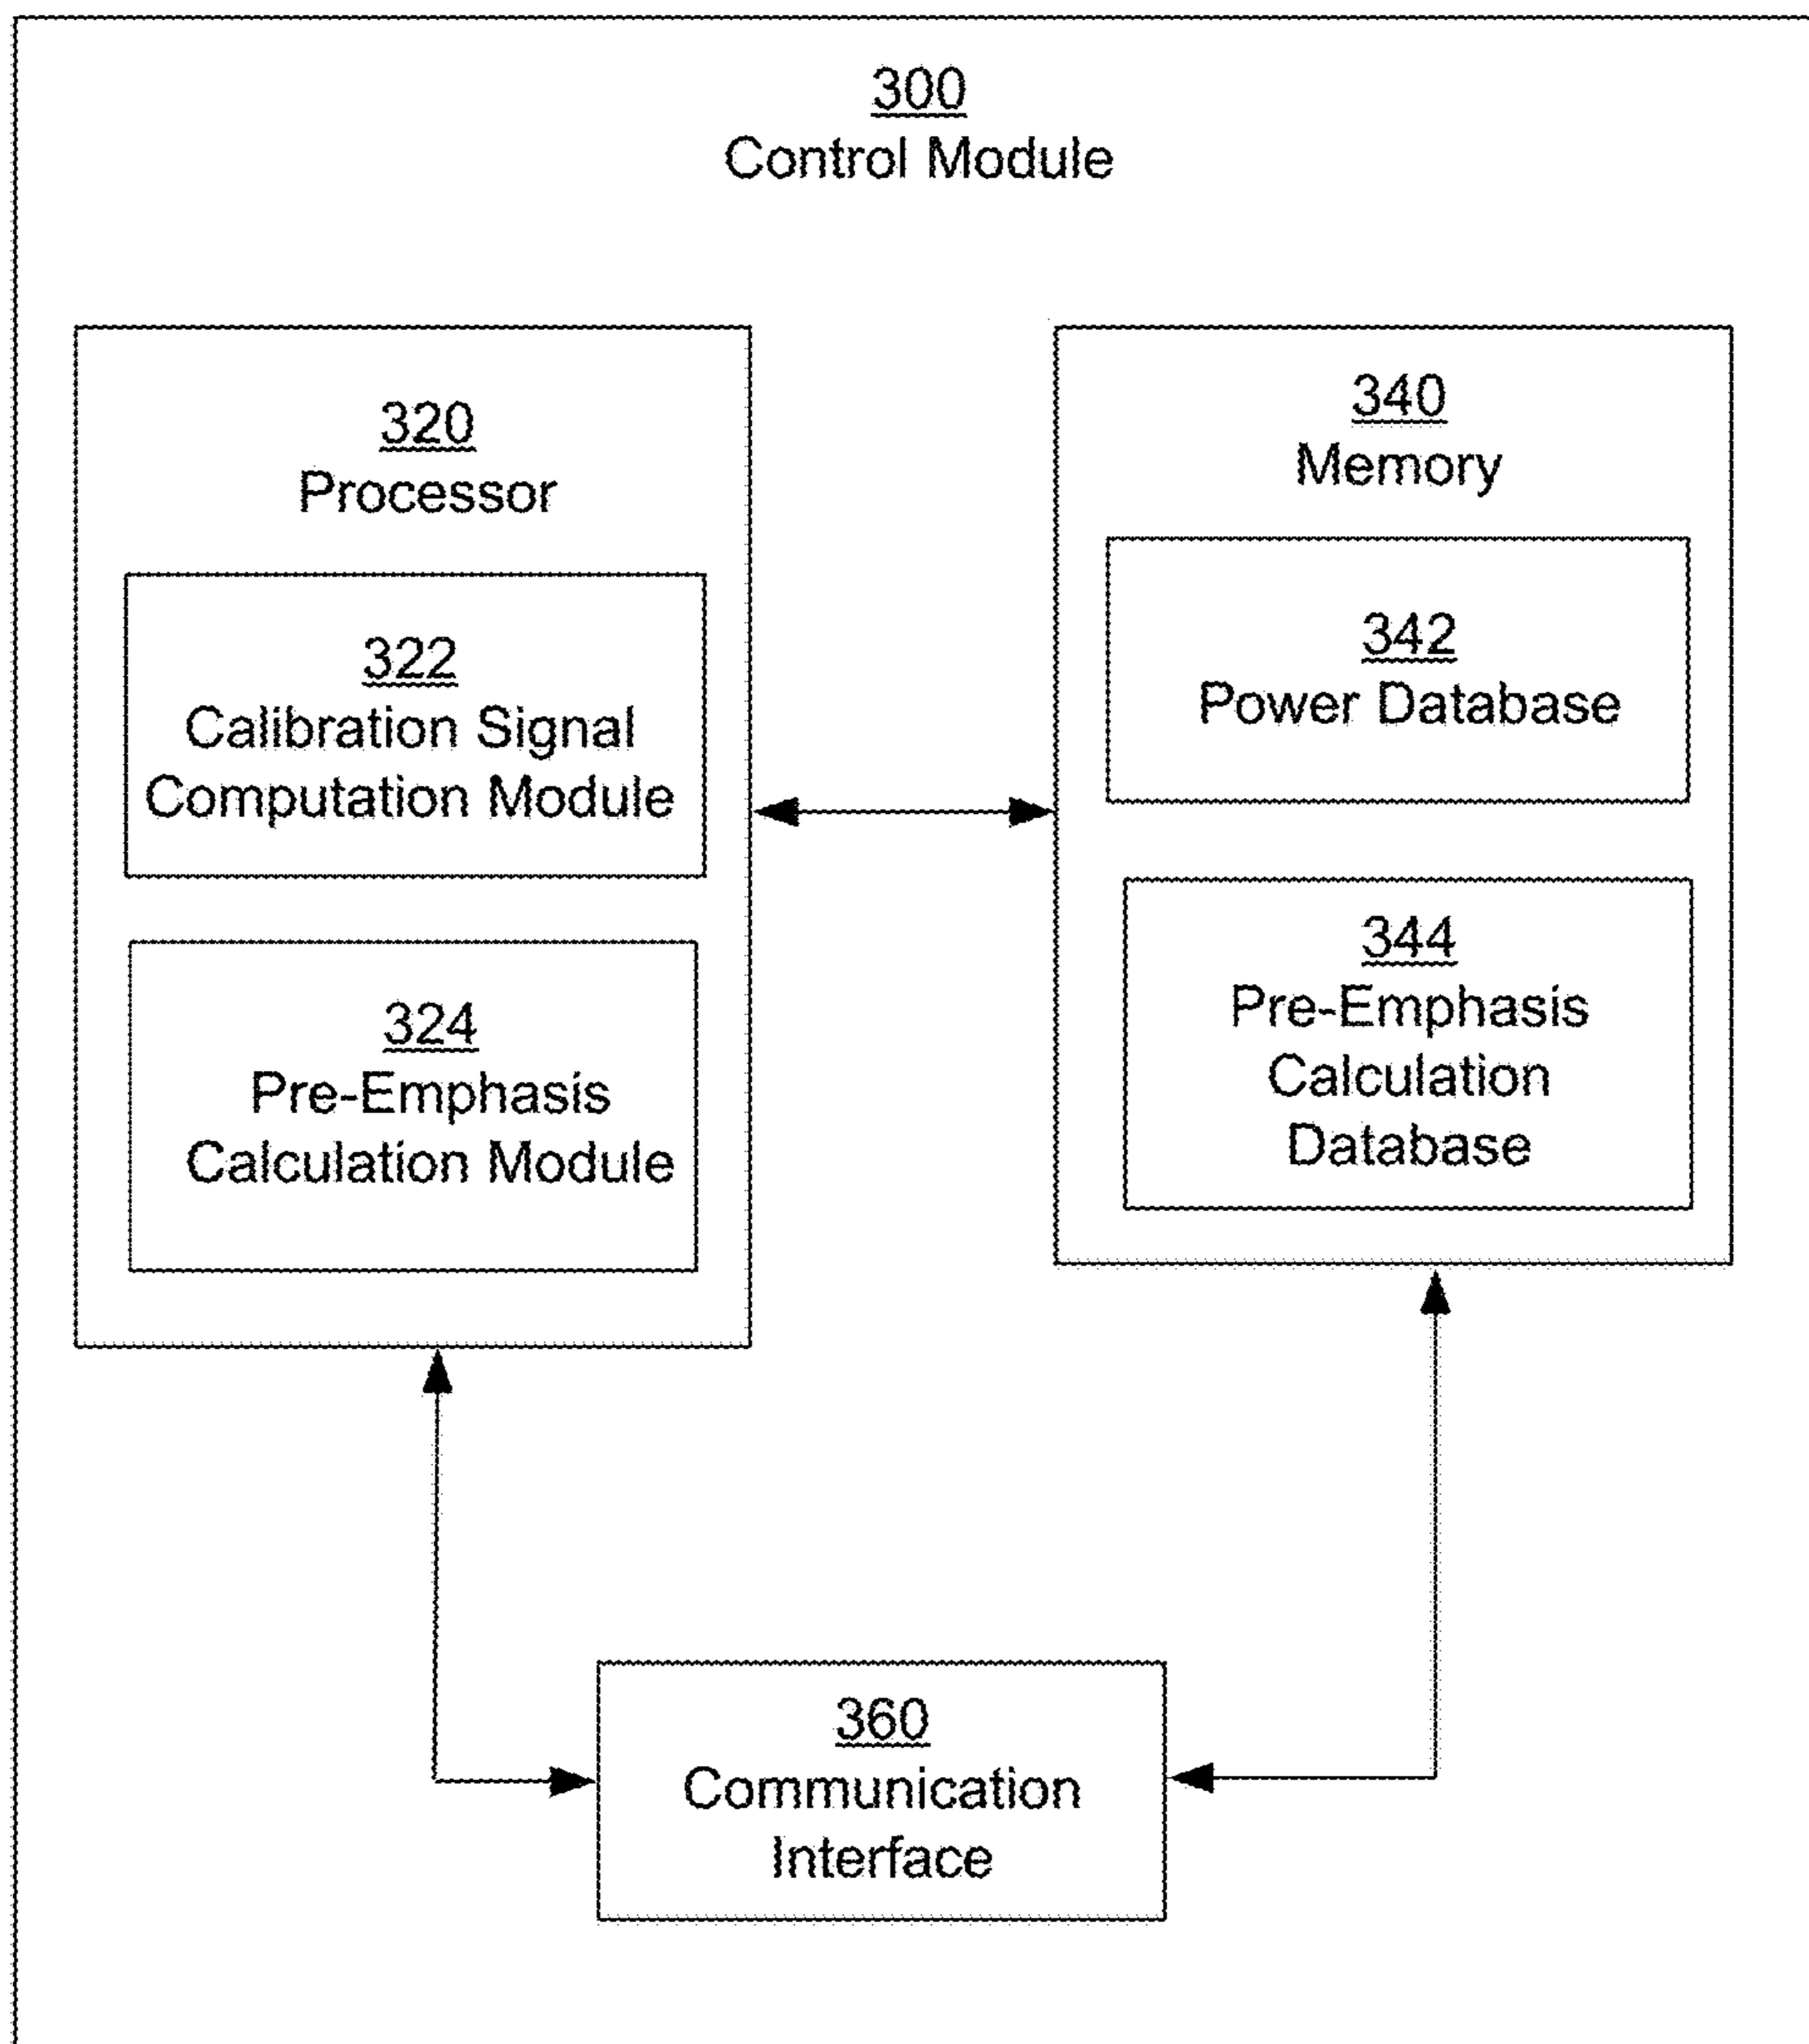 300
Control Module
320
Processor
322
Calibration Signal
Computation Module
324
Pre-Emphasis
Calculation Module
340
Memory
342
Power Database
344
Pre-Emphasis
Calculation
Database
360
Communication
Interface